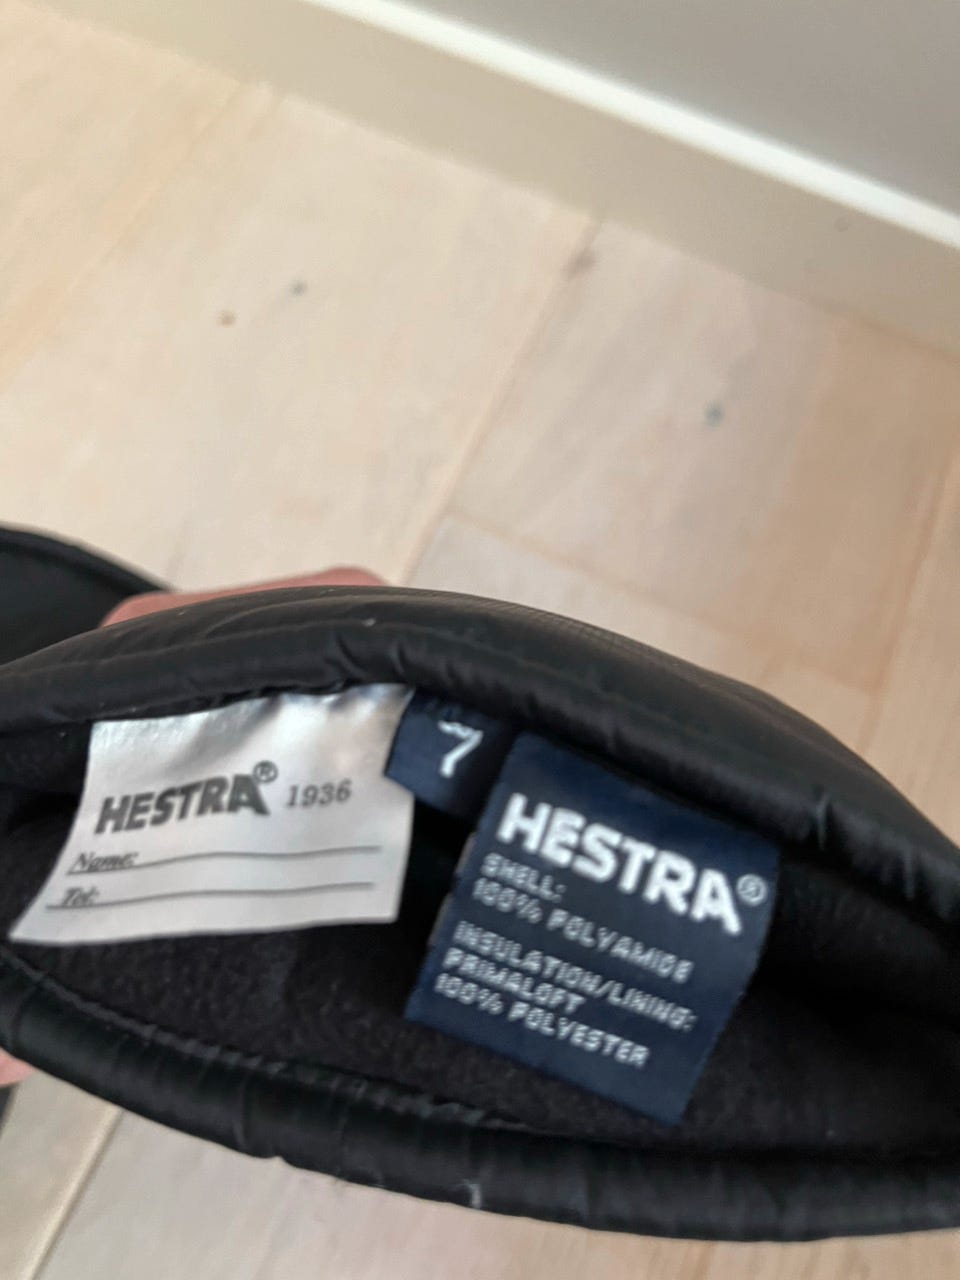 HESTRA® 1936
Name:
Tel:
7
HESTRA®
SHELL:
100% POLYAMIDE
INSULATION/LINING:
PRIMALOFT
100% POLYESTER